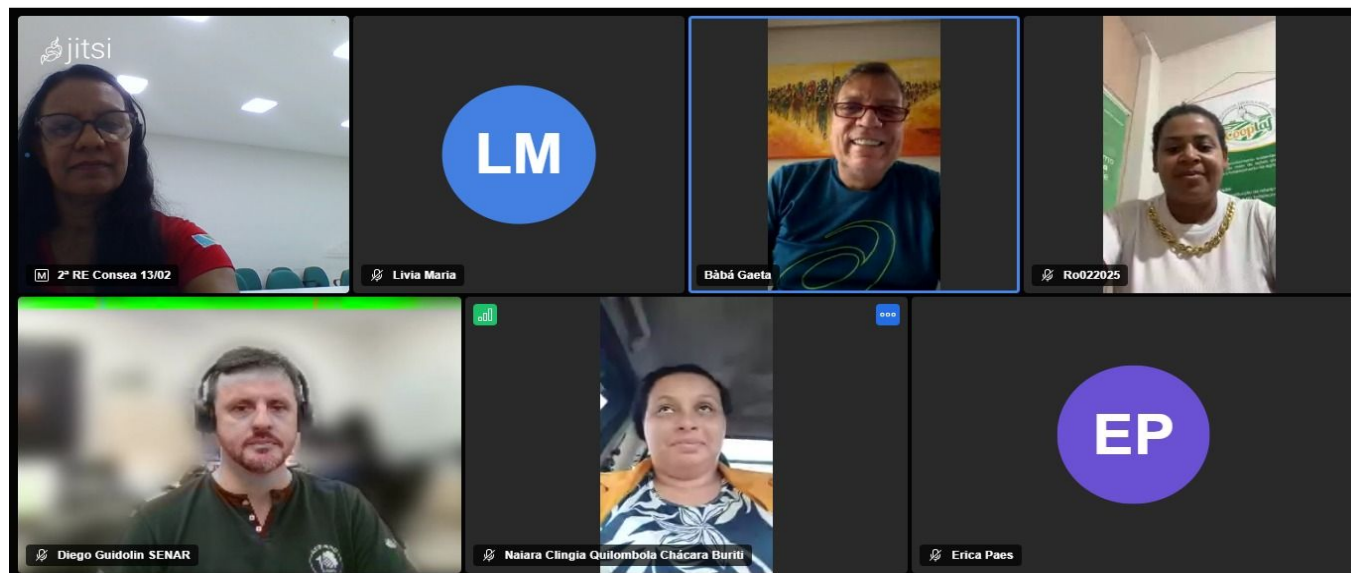 jitsi
LM
Cooplaf
M 2ª RE Consea 13/02
Livia Maria
Bàbá Gaeta
Ro022025
EP
Diego Guidolin SENAR
Naiara Clingia Quilombola Chácara Buriti
Erica Paes